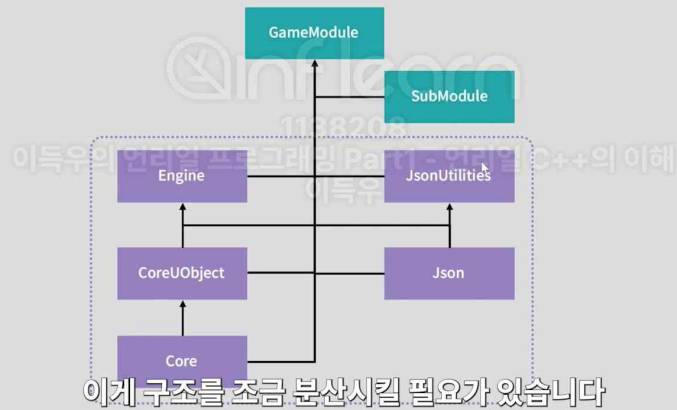 GameModule
inflearn
SubModule
1138208
이득우의 언리얼 프로그래밍 Part1 - 언리얼 C++의 이해
이득우
Engine
JsonUtilities
CoreUObject
Json
Core
이게 구조를 조금 분산시킬 필요가 있습니다